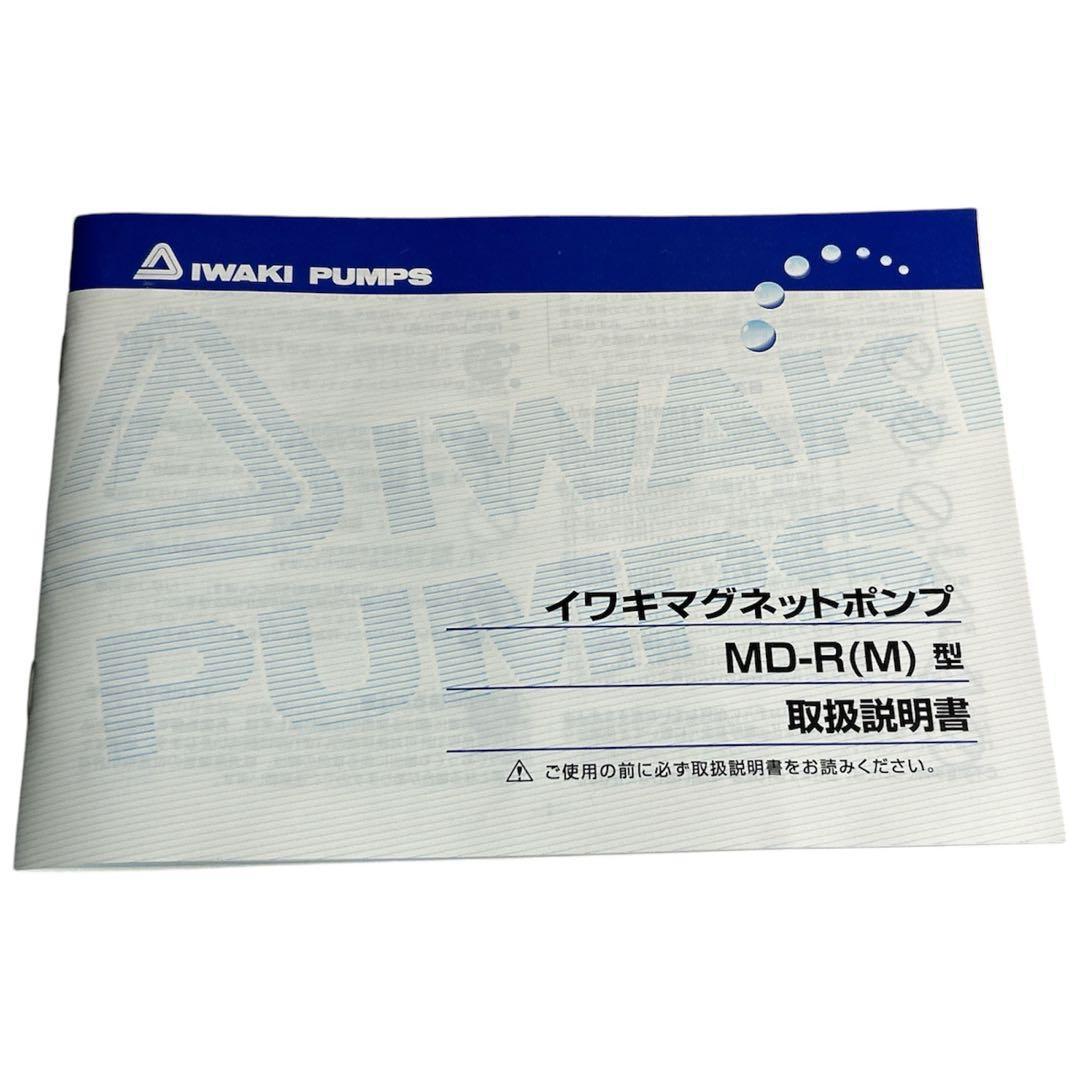 IWAKI PUMPS
IWAKI
PUMPS
イワキマグネットポンプ
MD-R(M) 型
取扱説明書
ご使用の前に必ず取扱説明書をお読みください。